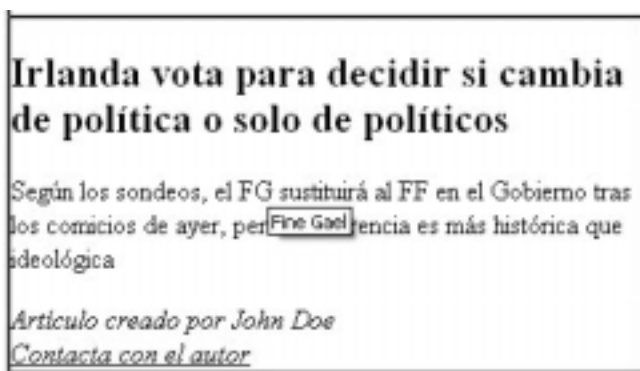 Irlanda vota para decidir si cambia
de política o solo de políticos
Según los sondeos, el FG sustituirá al FF en el Gobierno tras
los comicios de ayer, per Fine Gael rencia es más histórica que
ideológica
Artículo creado por John Doe
Contacta con el autor